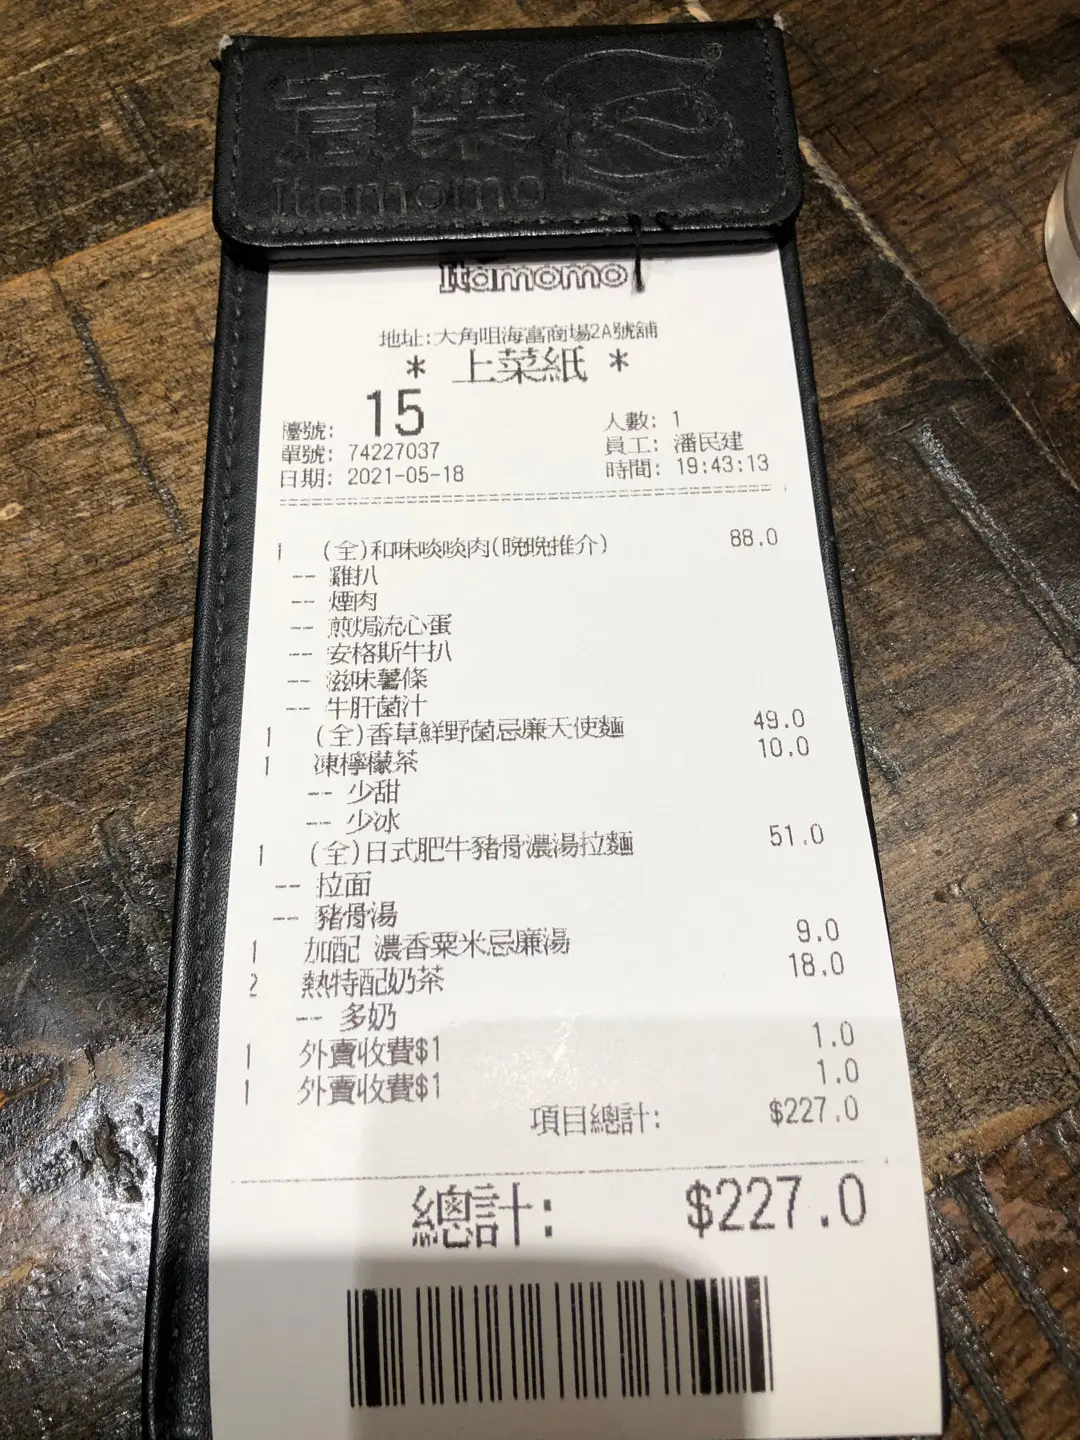 意樂
Itamomo
Itamomo
地址:大角咀海富商場2A號舖
* 上菜紙 *
檯號: 15 人數: 1
單號: 74227037 員工: 潘民建
日期: 2021-05-18 時間: 19:43:13
1 (全)和味啖啖肉(晚晚推介) 88.0
-- 雞扒
-- 煙肉
-- 煎焗流心蛋
-- 安格斯牛扒
-- 滋味薯條
-- 牛肝菌汁
1 (全)香草鮮野菌忌廉天使麵 49.0
1 凍檸檬茶 10.0
-- 少甜
-- 少冰
1 (全)日式肥牛豬骨濃湯拉麵 51.0
-- 拉面
-- 豬骨湯
1 加配 濃香粟米忌廉湯 9.0
2 熱特配奶茶 18.0
-- 多奶
1 外賣收費$1 1.0
1 外賣收費$1 1.0
項目總計: $227.0
總計: $227.0